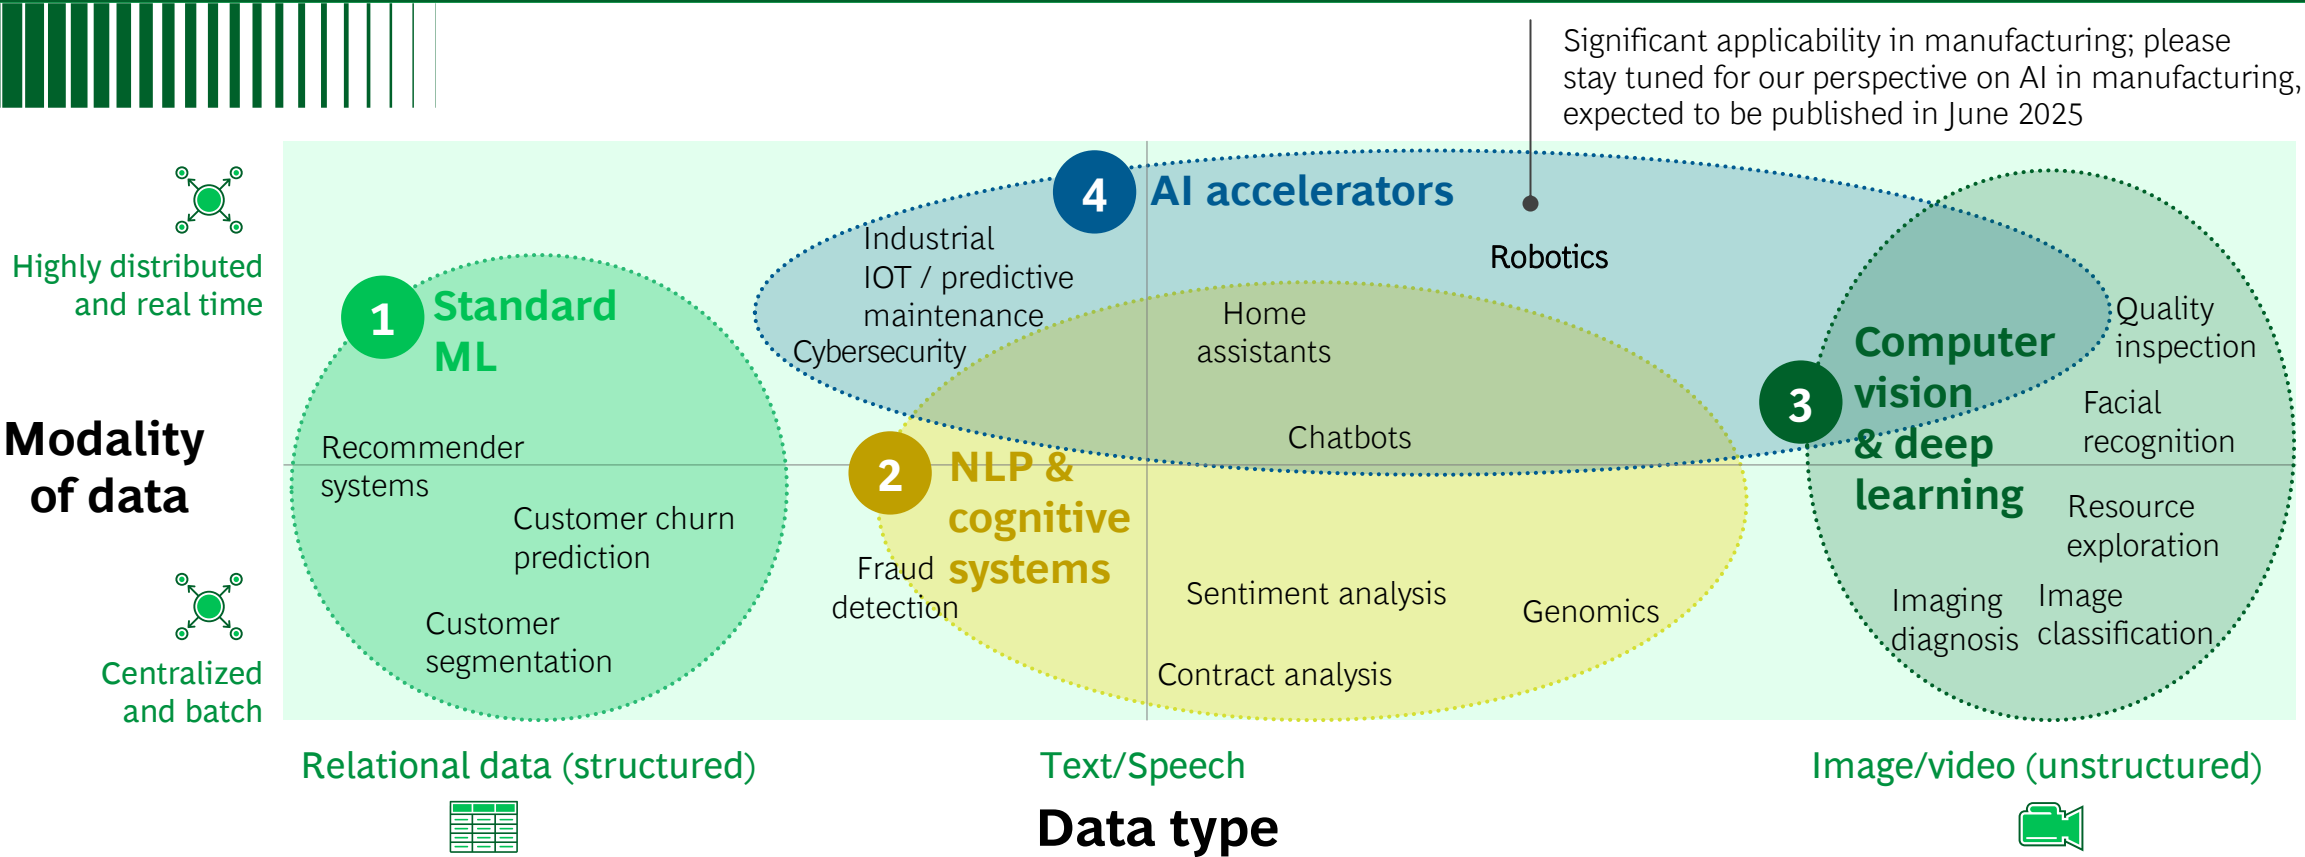 Significant applicability in manufacturing; please
stay tuned for our perspective on AI in manufacturing,
expected to be published in June 2025
Highly distributed
and real time
Modality
of data
Centralized
and batch
1
Standard
ML
Recommender
systems
Customer churn
prediction
Customer
segmentation
4
AI accelerators
Industrial
IOT / predictive
maintenance
Cybersecurity
Robotics
Home
assistants
Chatbots
2
NLP &
cognitive
systems
Fraud
detection
Sentiment analysis
Genomics
Contract analysis
3
Computer
vision
& deep
learning
Quality
inspection
Facial
recognition
Resource
exploration
Imaging
diagnosis
Image
classification
Relational data (structured)
Text/Speech
Image/video (unstructured)
Data type